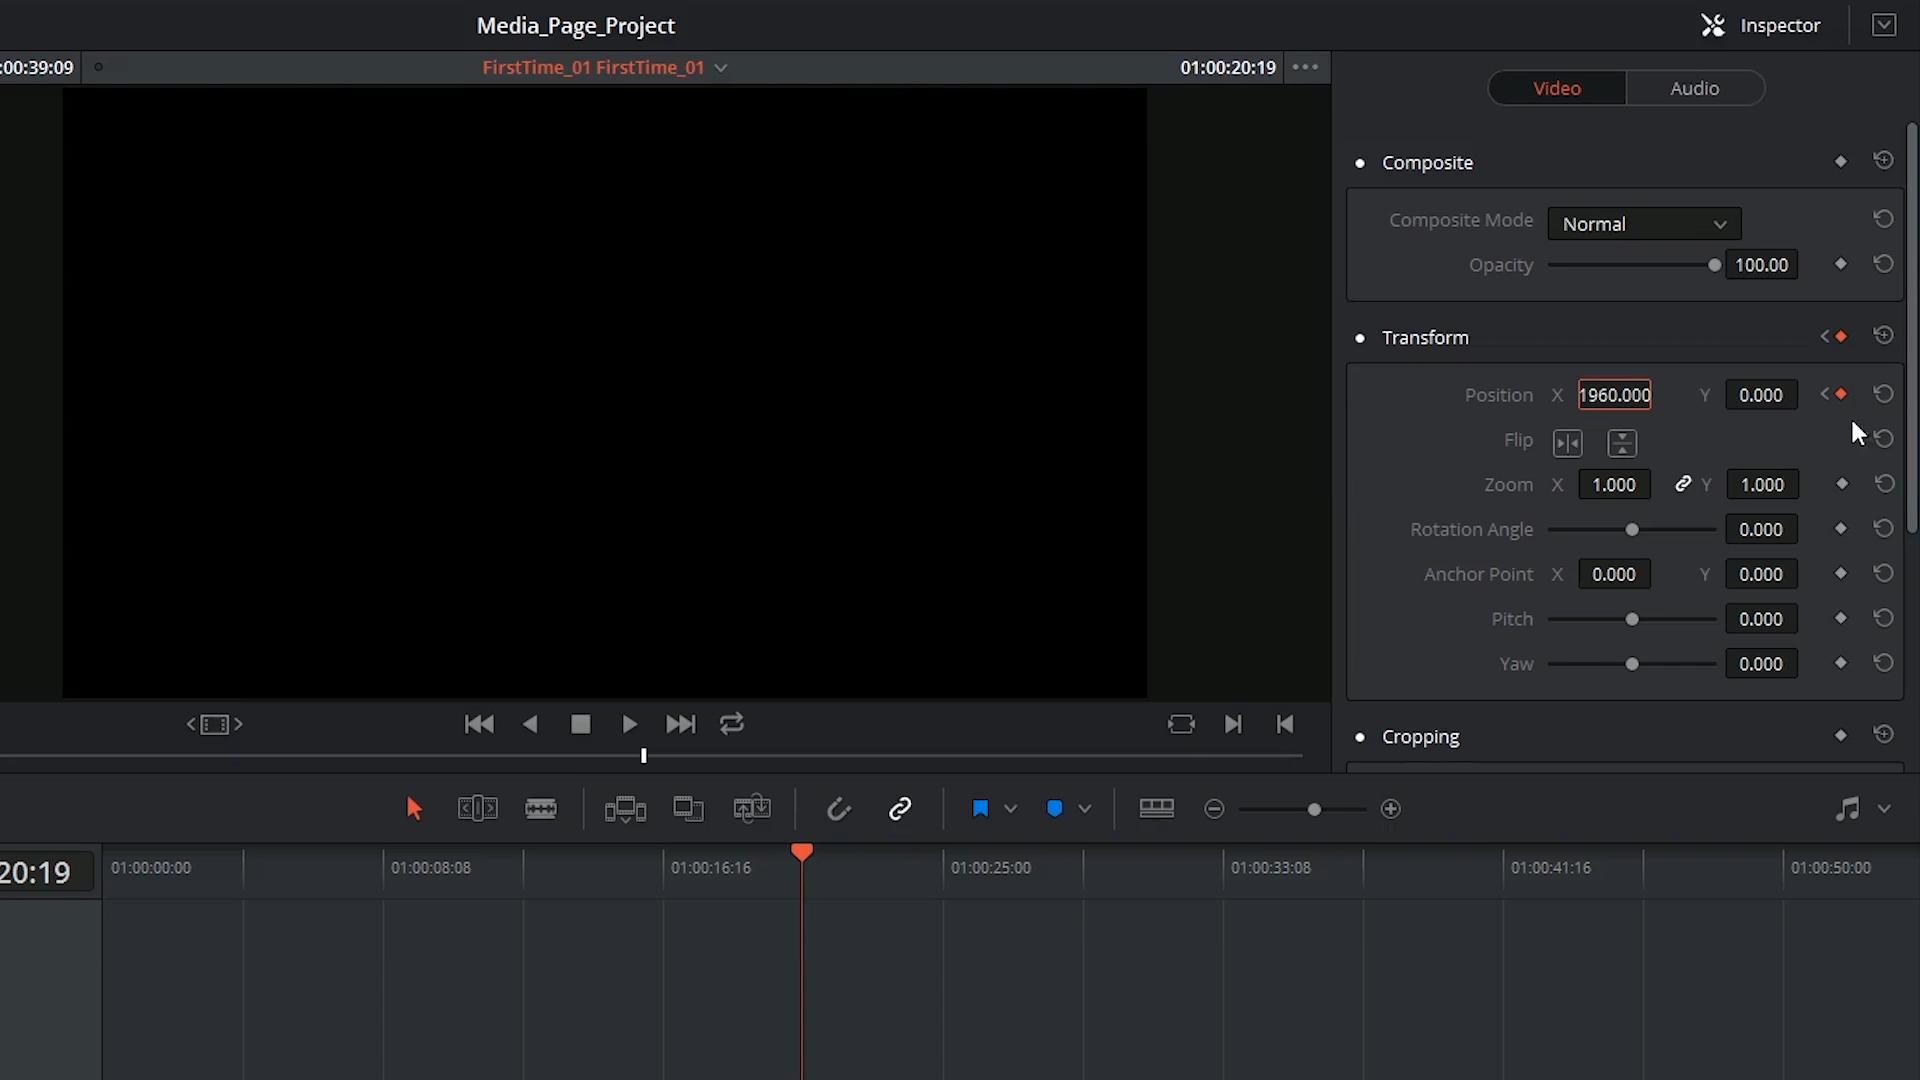 Media_Page_Project
Inspector
:00:39:09
FirstTime_01 FirstTime_01
01:00:20:19
Video
Audio
Composite
Composite Mode
Normal
Opacity
100.00
Transform
Position X 1960.000 Y 0.000
Flip
Zoom X 1.000 Y 1.000
Rotation Angle 0.000
Anchor Point X 0.000 Y 0.000
Pitch 0.000
Yaw 0.000
Cropping
20:19
01:00:00:00
01:00:08:08
01:00:16:16
01:00:25:00
01:00:33:08
01:00:41:16
01:00:50:00